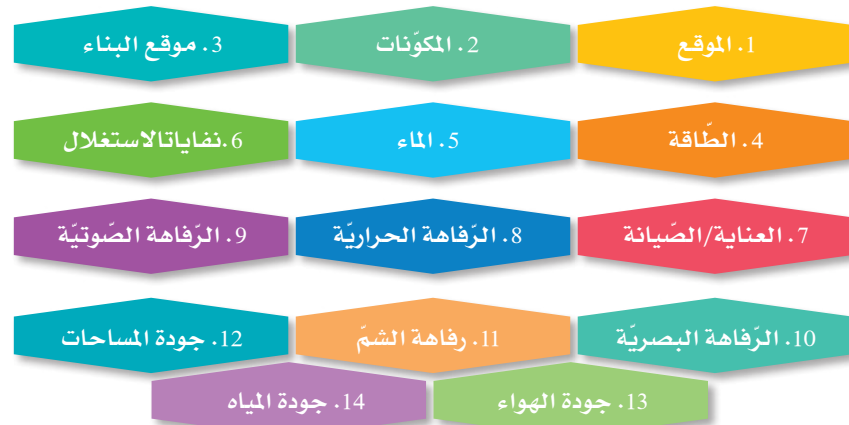 1. الموقع
2. المكوّنات
3. موقع البناء
4. الطّاقة
5. الماء
6.نفاياتالاستغلال
7. العناية/الصّيانة
8. الرّفاهة الحراريّة
9. الرّفاهة الصّوتيّة
10. الرّفاهة البصريّة
11. رفاهة الشمّ
12. جودة المساحات
13. جودة الهواء
14. جودة المياه